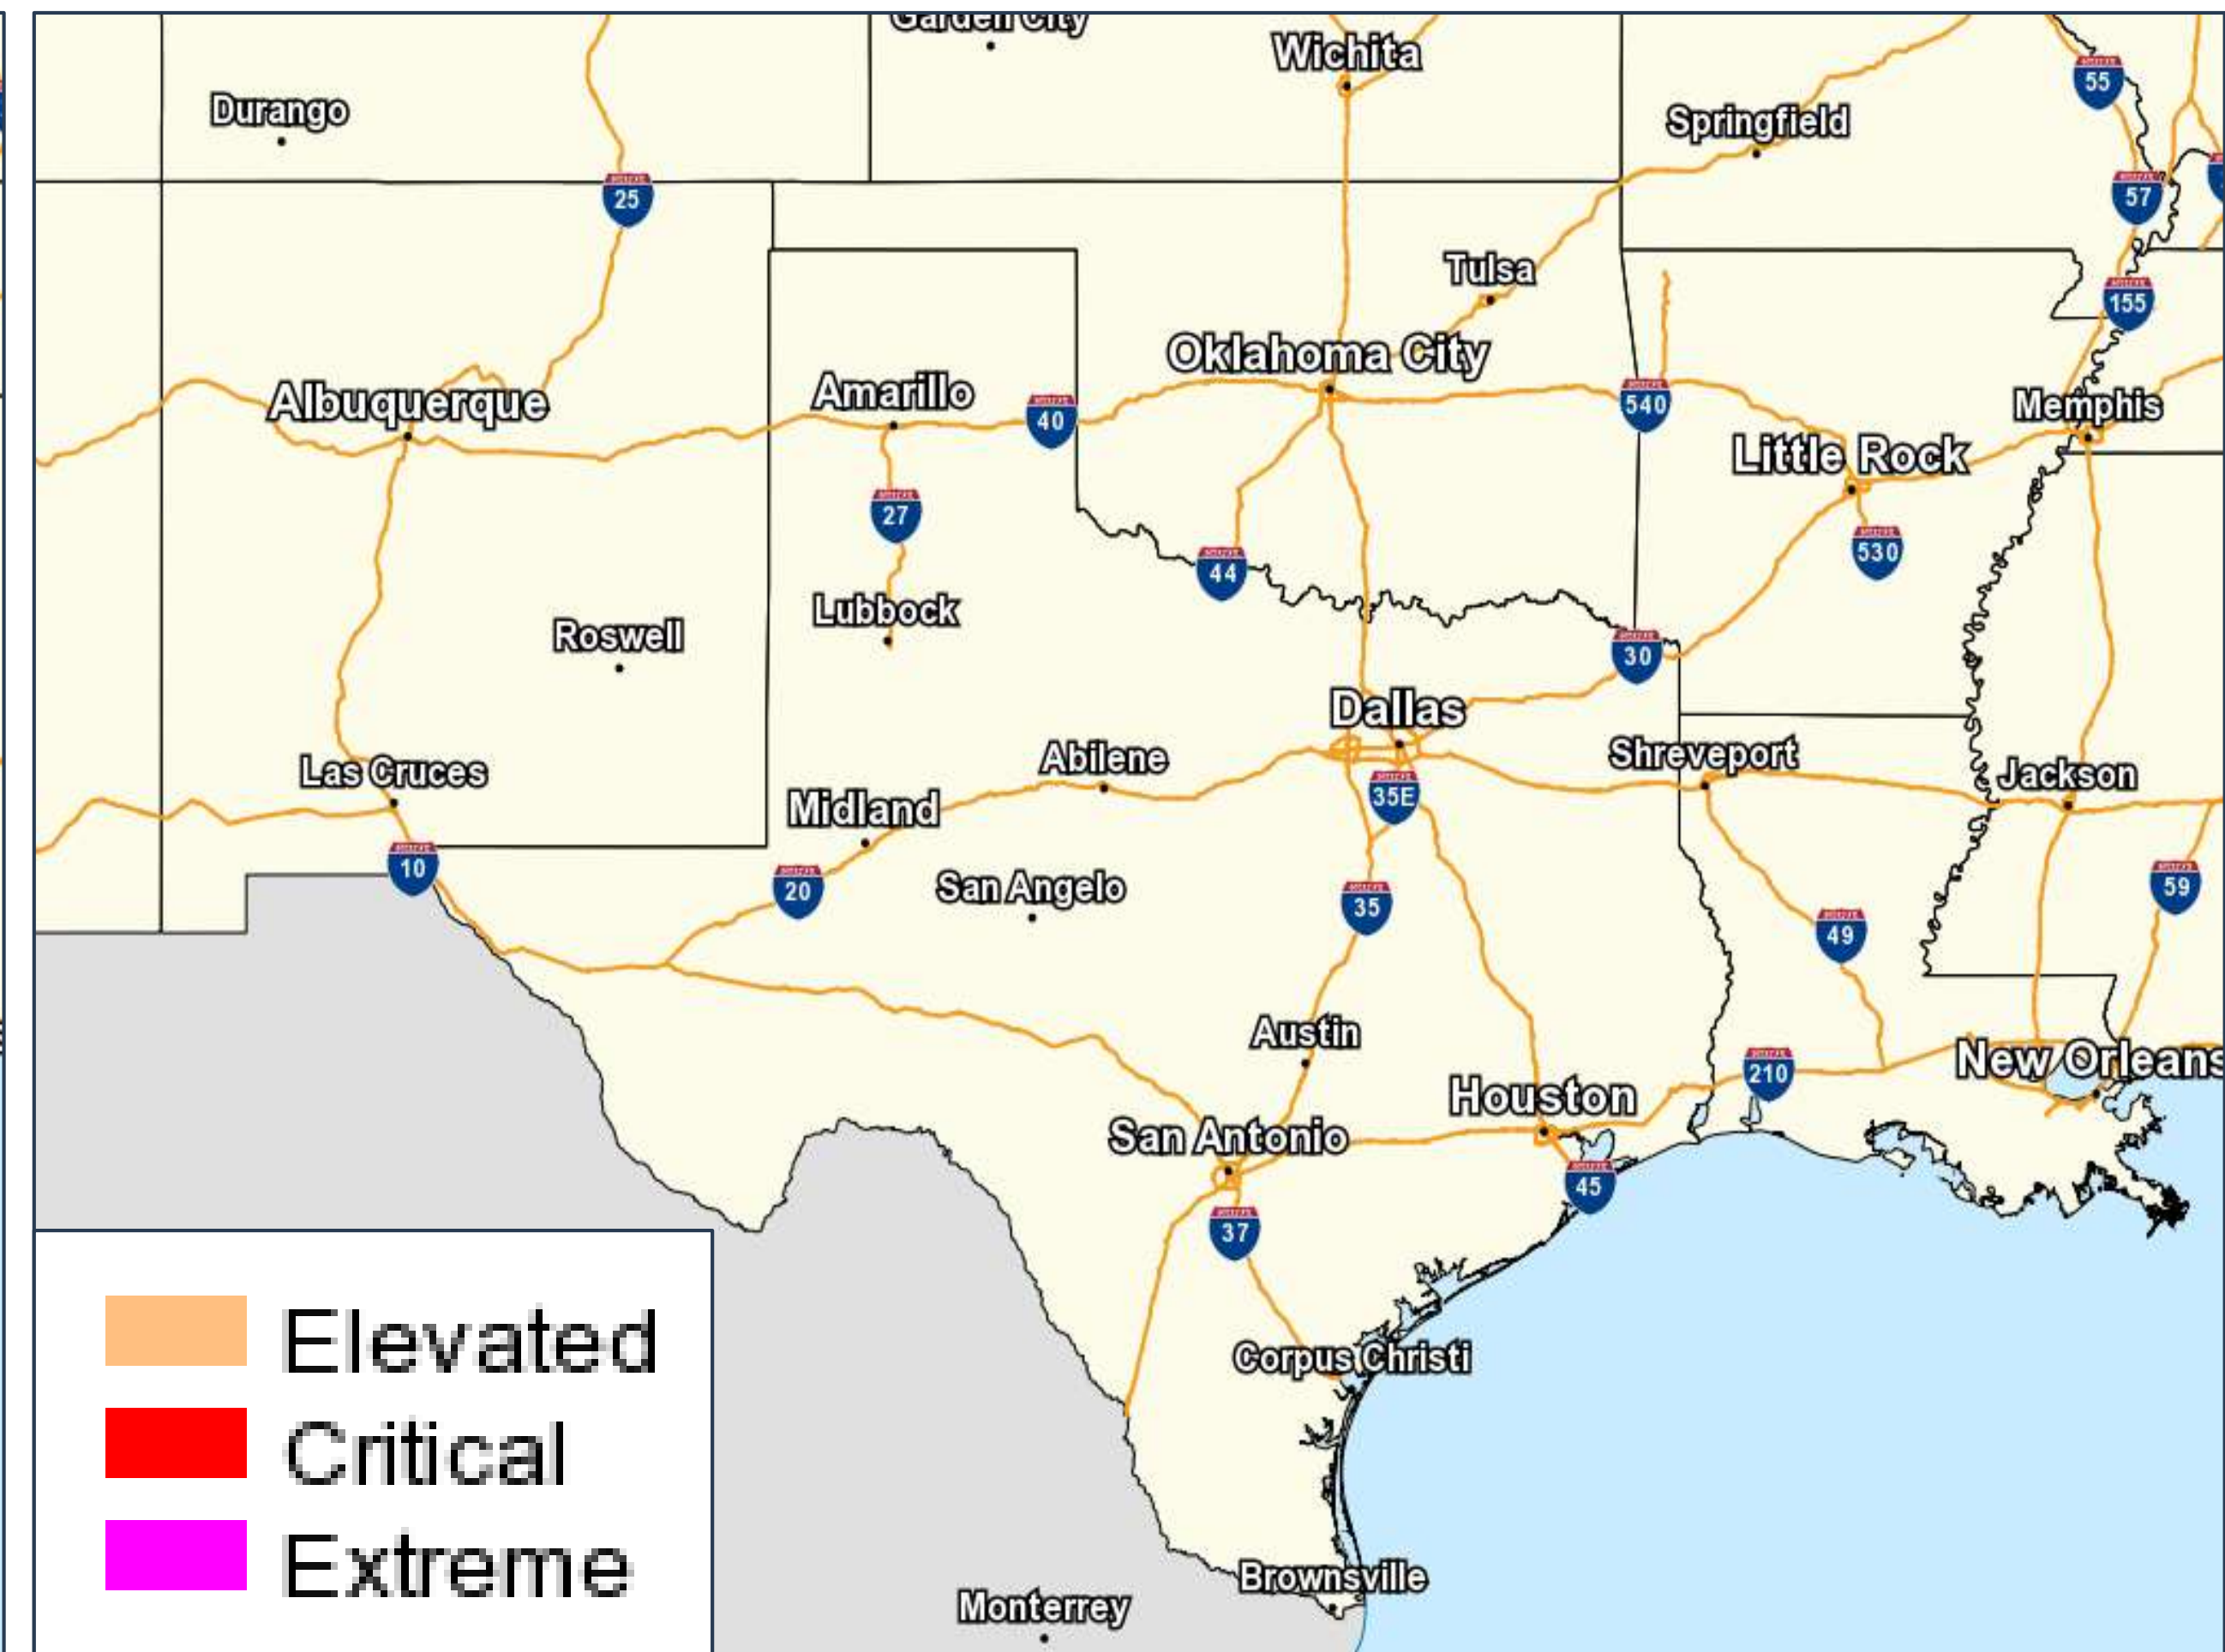 Garden City
Wichita
55
Durango
Springfield
25
57
Tulsa
155
Oklahoma City
Albuquerque
Amarillo
40
540
Memphis
Little Rock
27
530
44
Lubbock
Roswell
30
Dallas
Abilene
Shreveport
Las Cruces
Jackson
Midland
35E
10
20
San Angelo
35
59
49
Austin
New Orleans
210
Houston
San Antonio
45
37
Elevated
Corpus Christi
Critical
Extreme
Brownsville
Monterrey